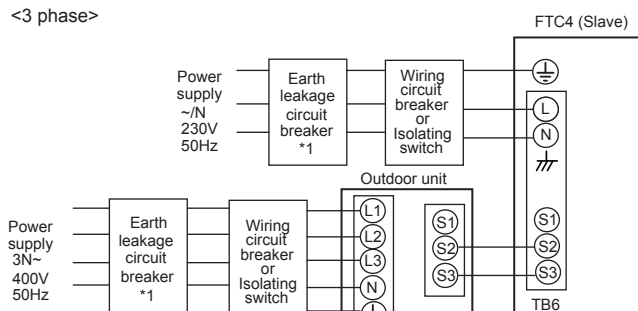 <3 phase>
FTC4 (Slave)
Power
supply
~/N
230V
50Hz
Earth
leakage
circuit
breaker
*1
Wiring
circuit
breaker
or
Isolating
switch
L
N
Outdoor unit
Power
supply
3N~
400V
50Hz
Earth
leakage
circuit
breaker
*1
Wiring
circuit
breaker
or
Isolating
switch
L1
L2
L3
N
S1
S2
S3
S1
S2
S3
TB6